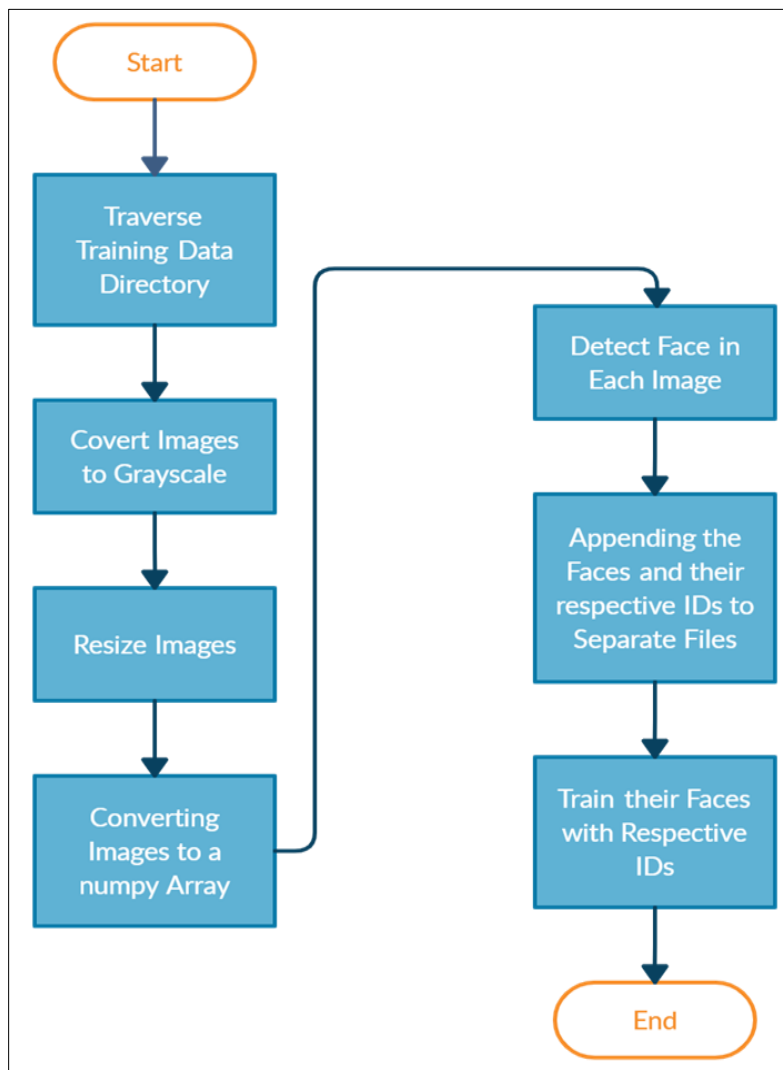 Start
Traverse
Training Data
Directory
Covert Images
to Grayscale
Resize Images
Converting
Images to a
numpy Array
Detect Face in
Each Image
Appending the
Faces and their
respective IDs to
Separate Files
Train their Faces
with Respective
IDs
End